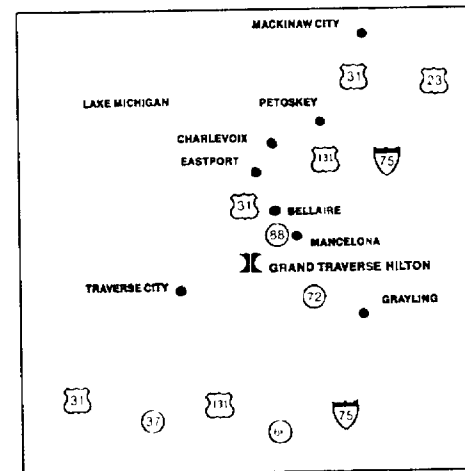 MACKINAW CITY
31
23
LAKE MICHIGAN
PETOSKEY
CHARLEVOIX
131
75
EASTPORT
31
BELLAIRE
88
MANCELONA
GRAND TRAVERSE HILTON
TRAVERSE CITY
72
GRAYLING
31
37
131
75